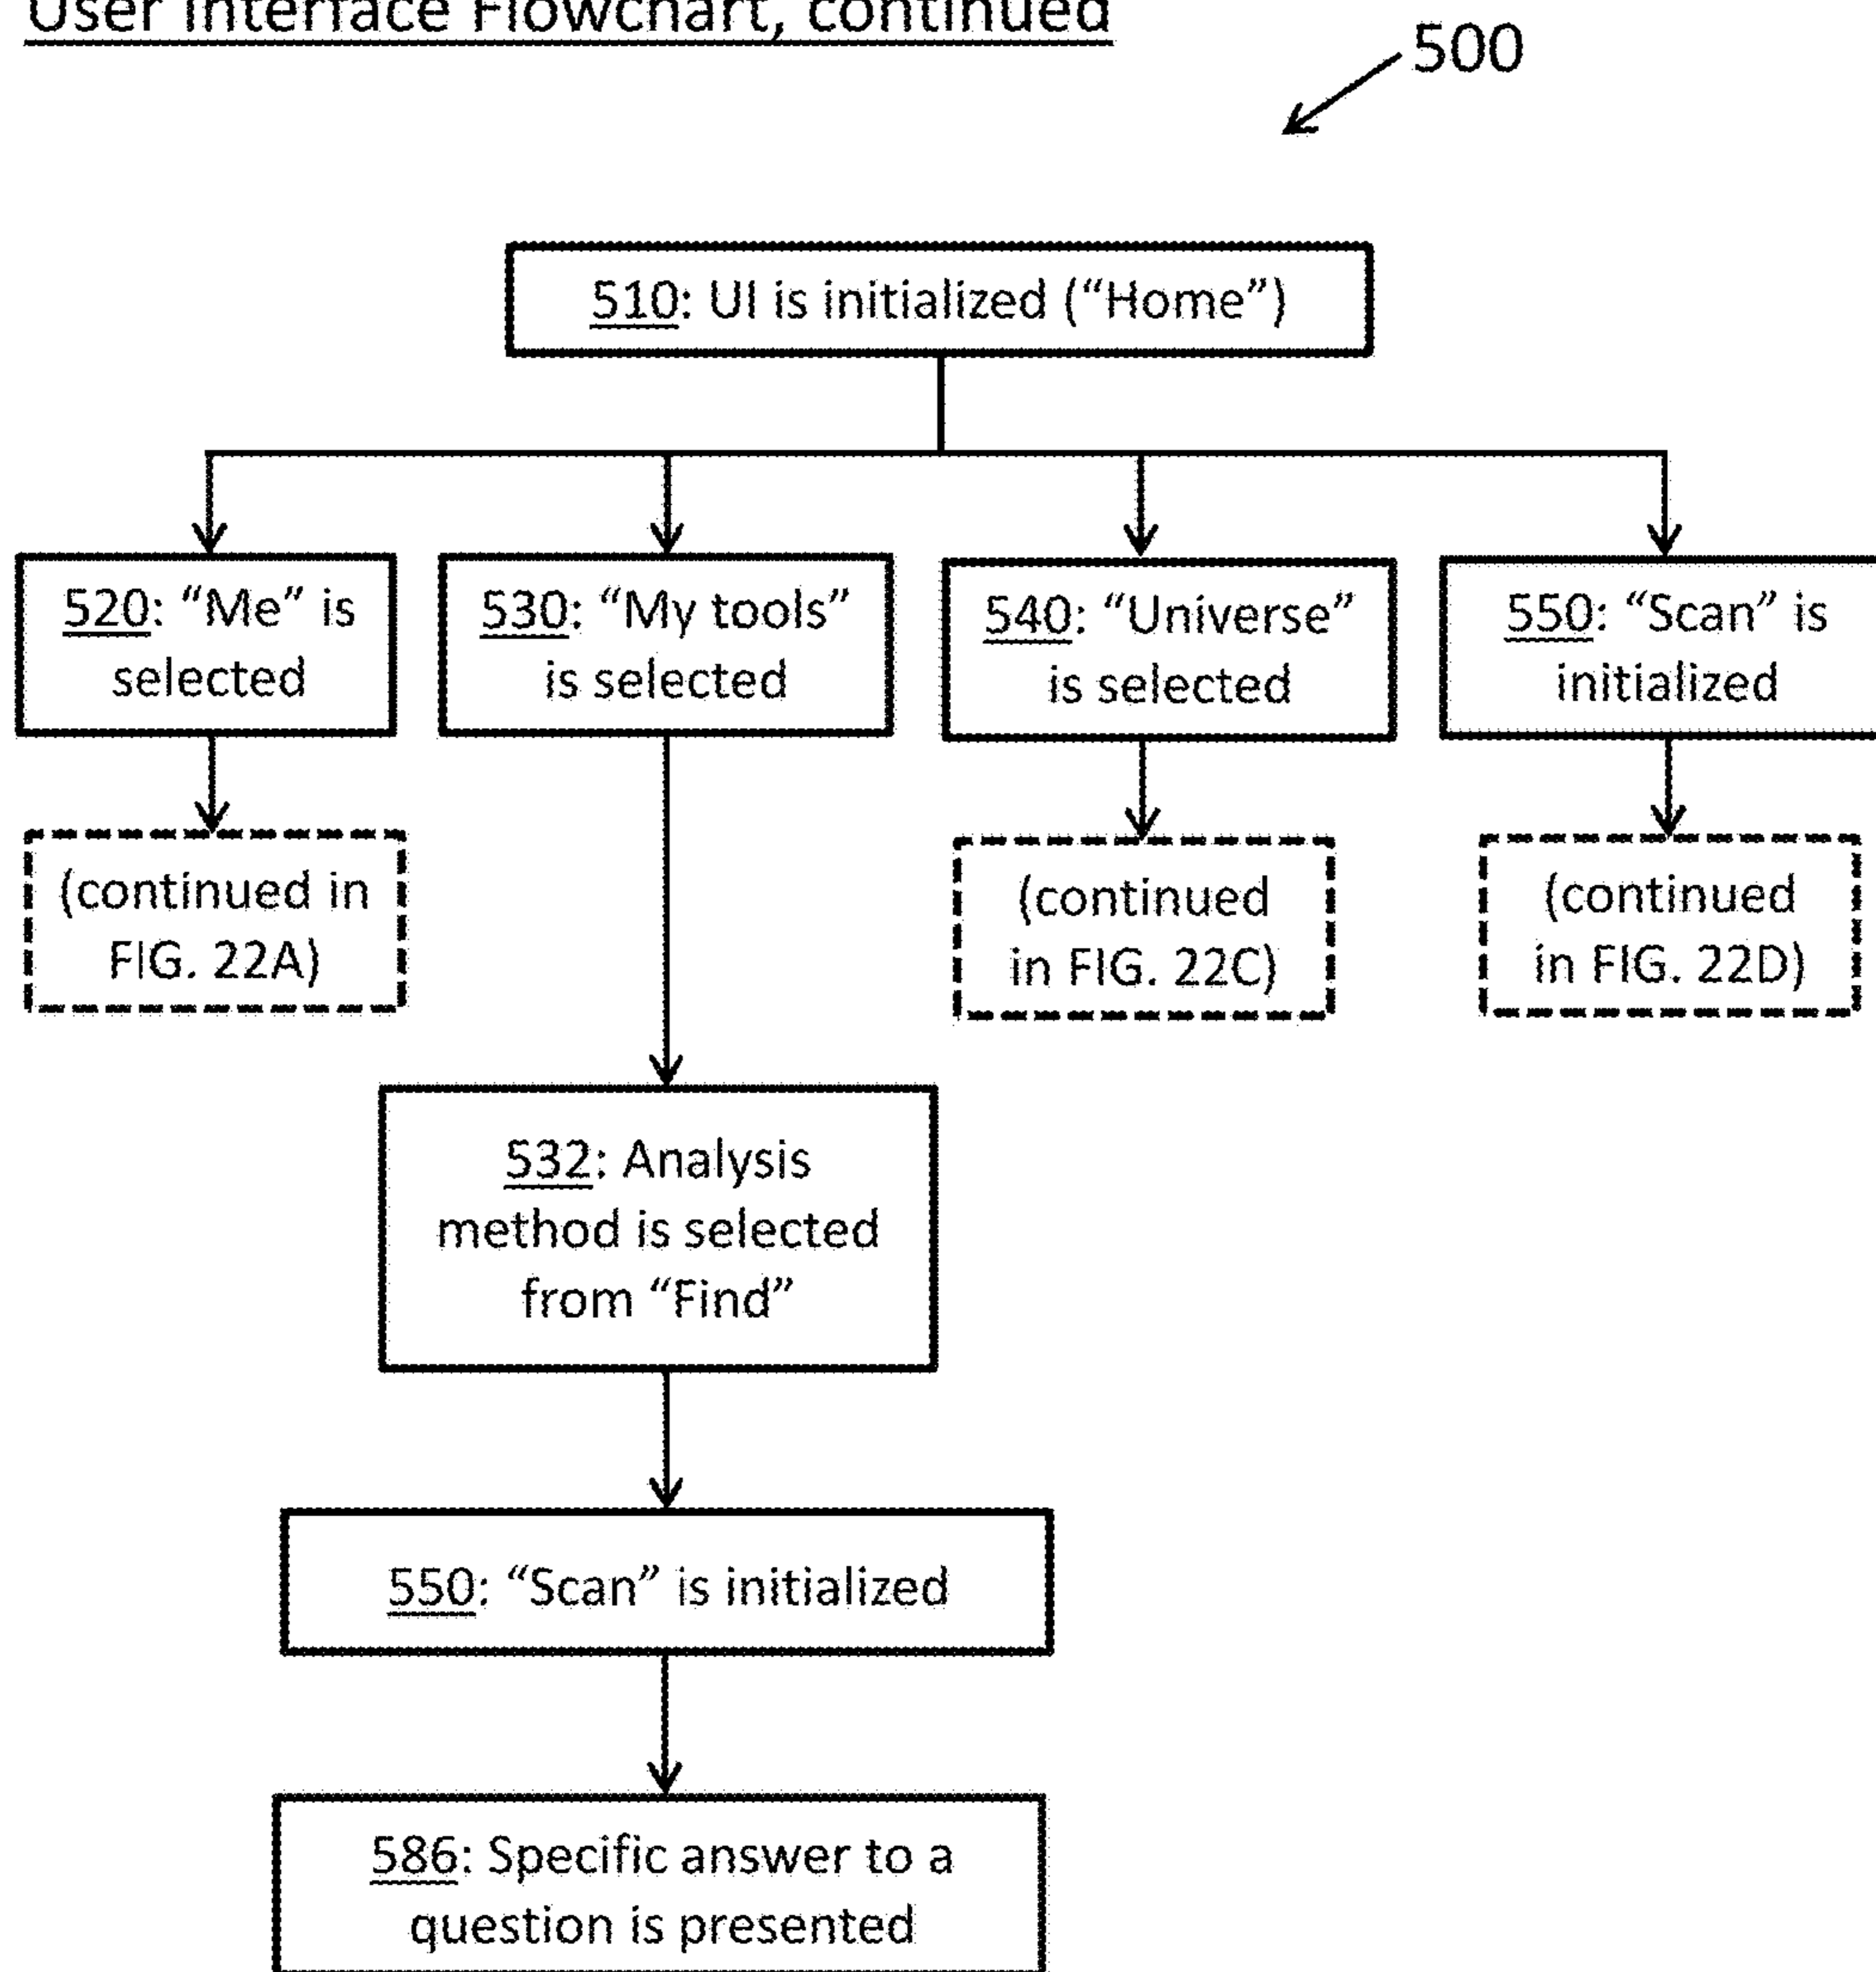 User Interface Flowchart, continued
500
510: UI is initialized (“Home”)
520: “Me” is
selected
530: “My tools”
is selected
540: “Universe”
is selected
550: “Scan” is
initialized
(continued in
FIG. 22A)
(continued
in FIG. 22C)
(continued
in FIG. 22D)
532: Analysis
method is selected
from “Find”
550: “Scan” is initialized
586: Specific answer to a
question is presented